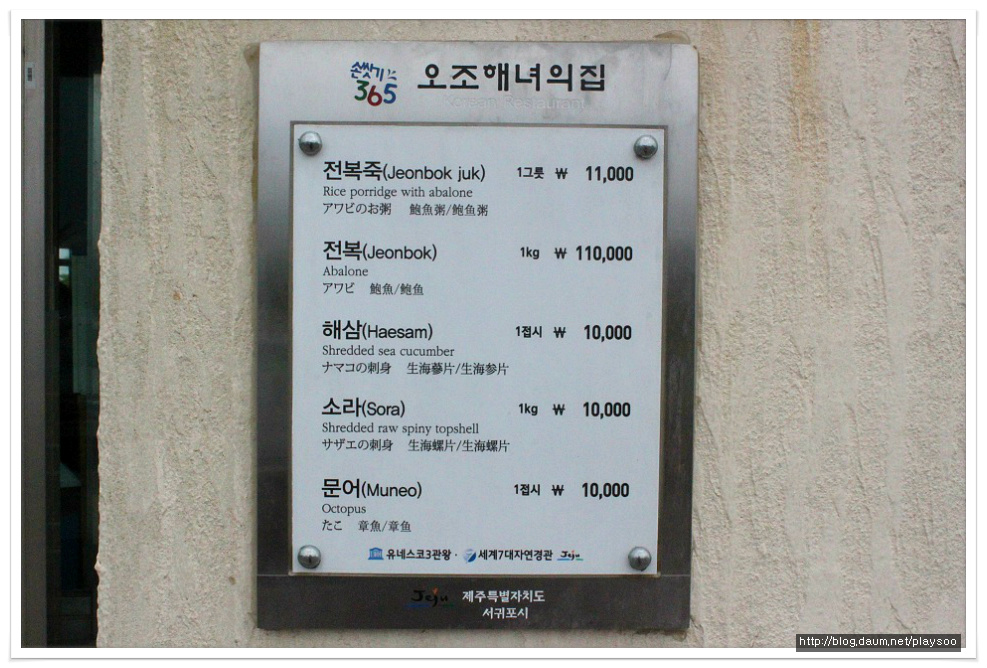 손씻기 365 오조해녀의집
Korean Restaurant
전복죽(Jeonbok juk) 1그릇 ₩ 11,000
Rice porridge with abalone
アワビのお粥 鮑魚粥/鲍鱼粥
전복(Jeonbok) 1kg ₩ 110,000
Abalone
アワビ 鮑魚/鲍鱼
해삼(Haesam) 1접시 ₩ 10,000
Shredded sea cucumber
ナマコの刺身 生海蔘片/生海参片
소라(Sora) 1kg ₩ 10,000
Shredded raw spiny topshell
サザエの刺身 生海螺片/生海螺片
문어(Muneo) 1접시 ₩ 10,000
Octopus
たこ 章魚/章鱼
유네스코3관왕 · 세계7대자연경관 Jeju
Jeju 제주특별자치도
서귀포시
http://blog.daum.net/playsoo